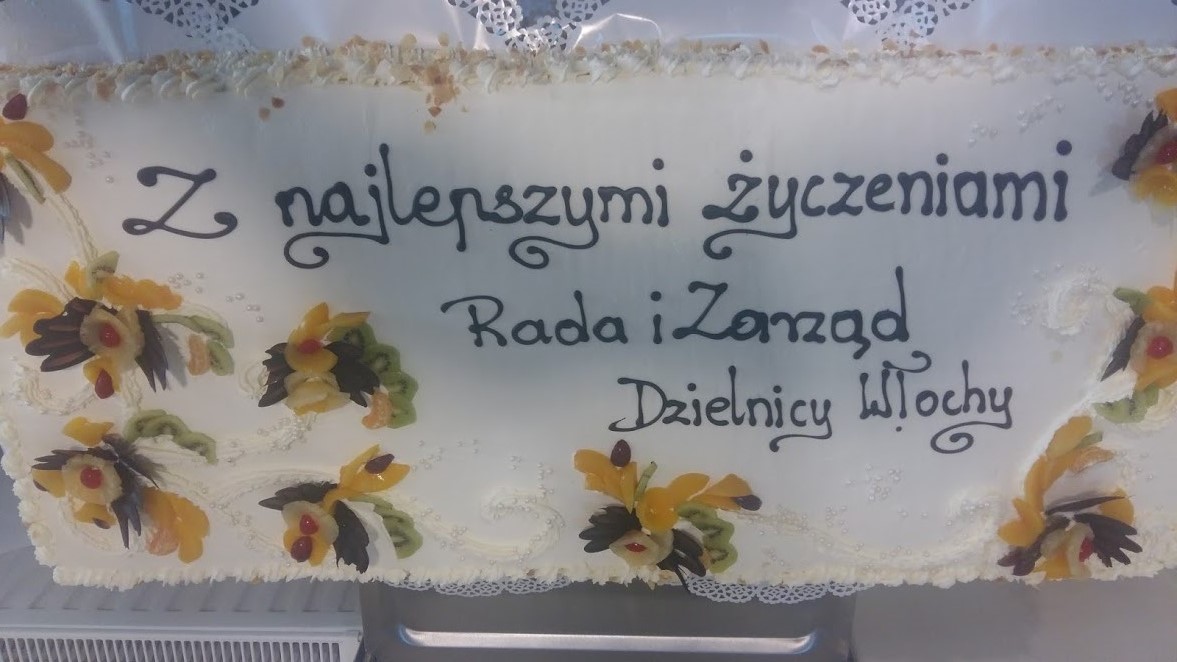 Z najlepszymi życzeniami
Rada i Zarząd
Dzielnicy Włochy